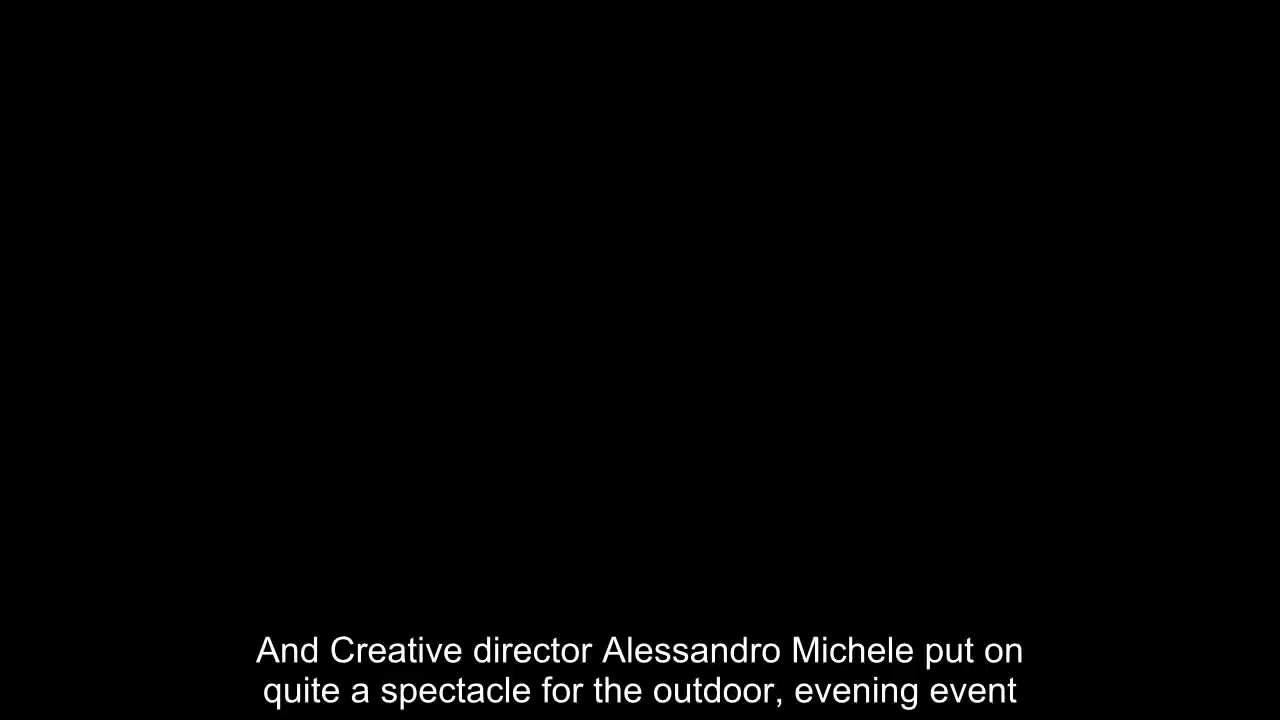 And Creative director Alessandro Michele put on
quite a spectacle for the outdoor, evening event